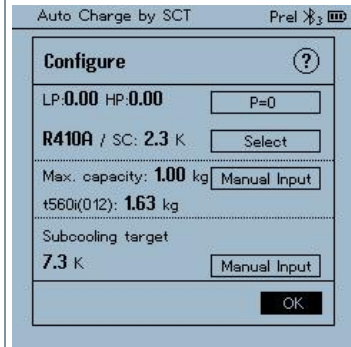 Auto Charge by SCT Prel 3
Configure ?
LP:0.00 HP:0.00 P=0
R410A / SC: 2.3 K Select
Max. capacity: 1.00 kg Manual Input
t560i(012): 1.63 kg
Subcooling target
7.3 K Manual Input
OK